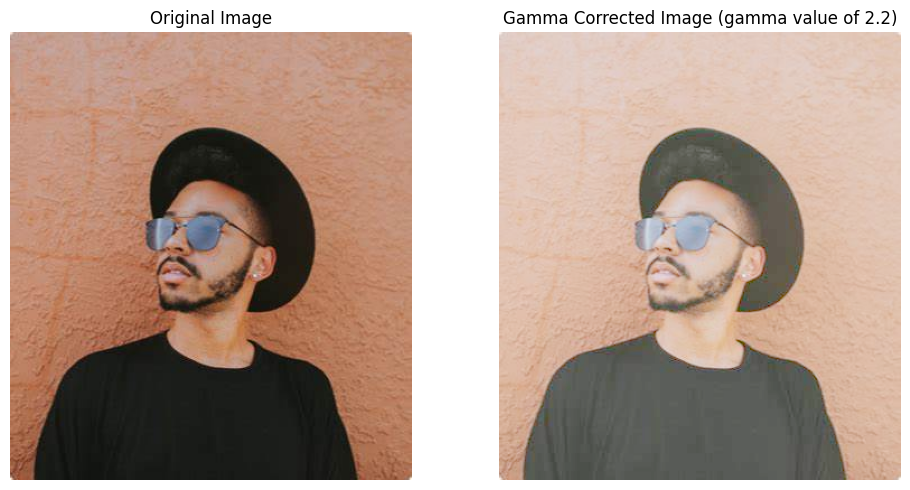 Original Image
Gamma Corrected Image (gamma value of 2.2)